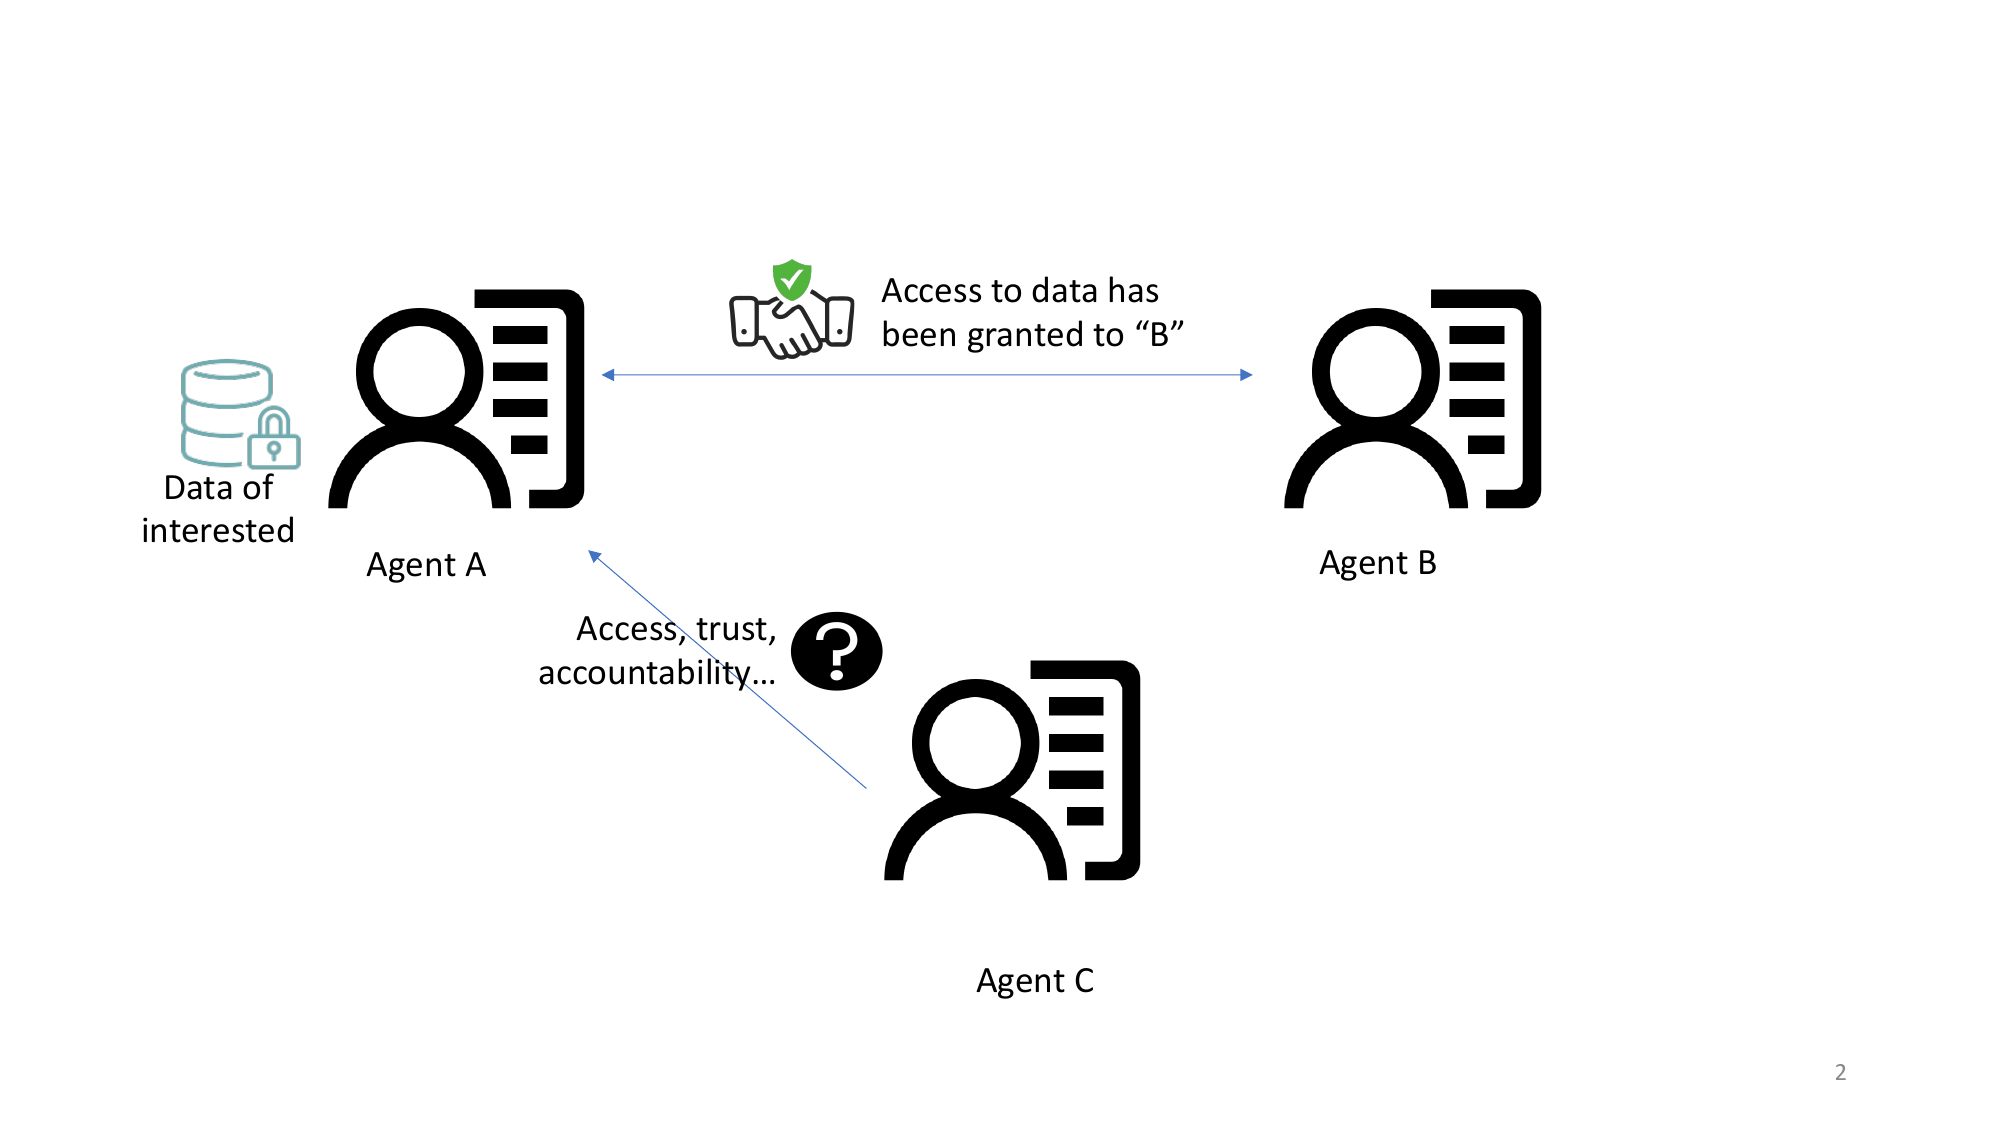 Access to data has
been granted to “B”
Data of
interested
Agent A
Agent B
Access, trust,
accountability...
?
Agent C
2